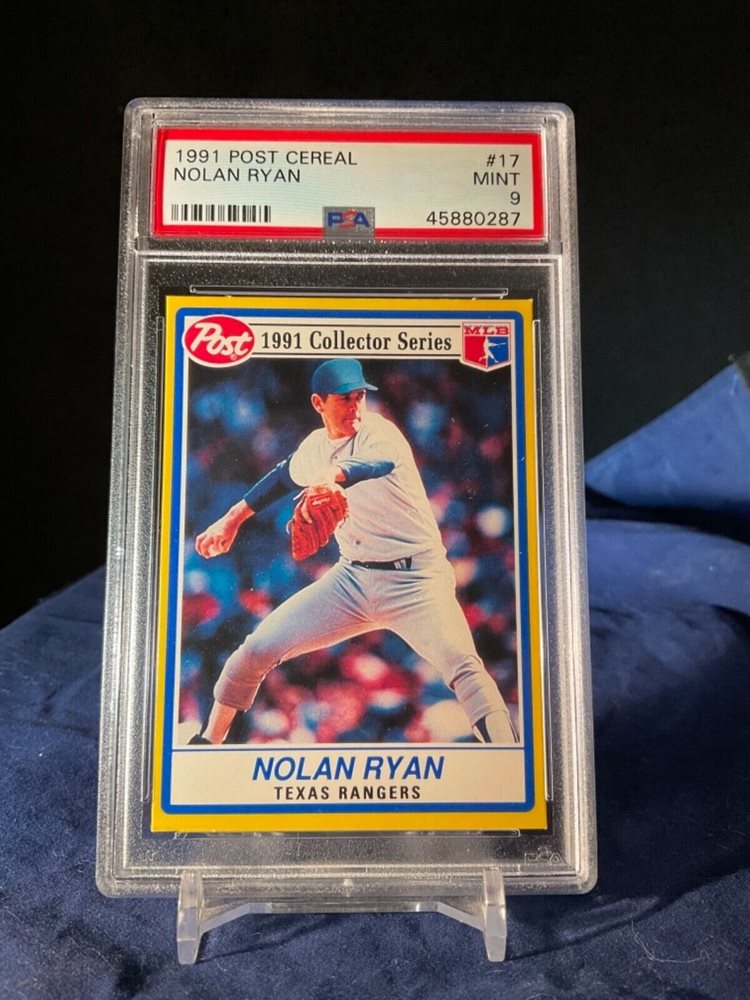 1991 POST CEREAL #17
NOLAN RYAN MINT
9
PSA 45880287
Post® 1991 Collector Series MLB
NOLAN RYAN
TEXAS RANGERS
PSA